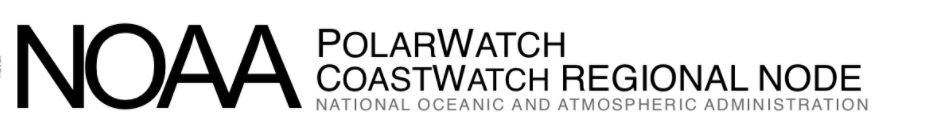 NOAA
POLARWATCH
COASTWATCH REGIONAL NODE
NATIONAL OCEANIC AND ATMOSPHERIC ADMINISTRATION